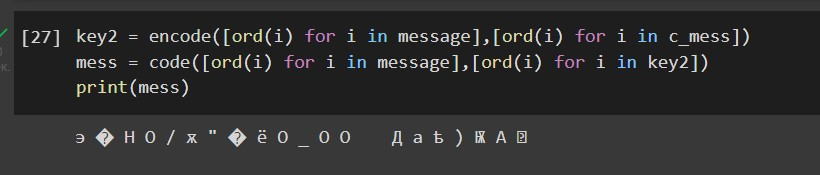 [27] key2 = encode([ord(i) for i in message],[ord(i) for i in c_mess])
mess = code([ord(i) for i in message],[ord(i) for i in key2])
print(mess)
э � Н О / ѫ " � ё О _ О О Д а ѣ ) Ѭ А